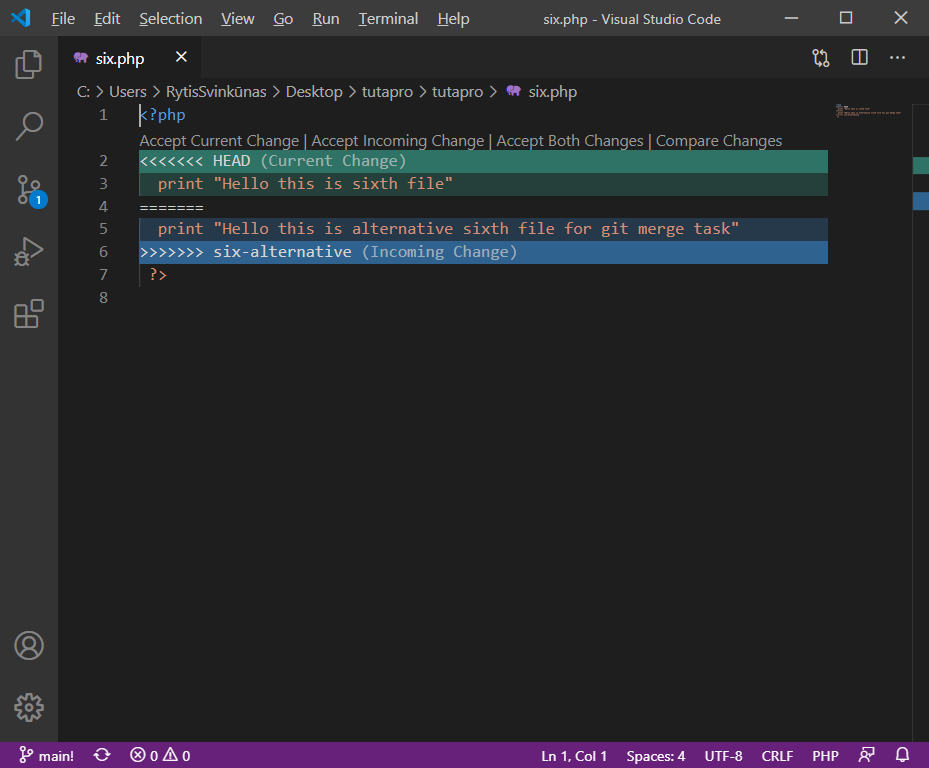 File Edit Selection View Go Run Terminal Help six.php - Visual Studio Code
six.php
C: > Users > RytisSvinkūnas > Desktop > tutapro > tutapro > six.php
1 <?php
Accept Current Change | Accept Incoming Change | Accept Both Changes | Compare Changes
2 <<<<<<< HEAD (Current Change)
3 print "Hello this is sixth file"
4 =======
5 print "Hello this is alternative sixth file for git merge task"
6 >>>>>>> six-alternative (Incoming Change)
7 ?>
8
1
main! 0 0 Ln 1, Col 1 Spaces: 4 UTF-8 CRLF PHP